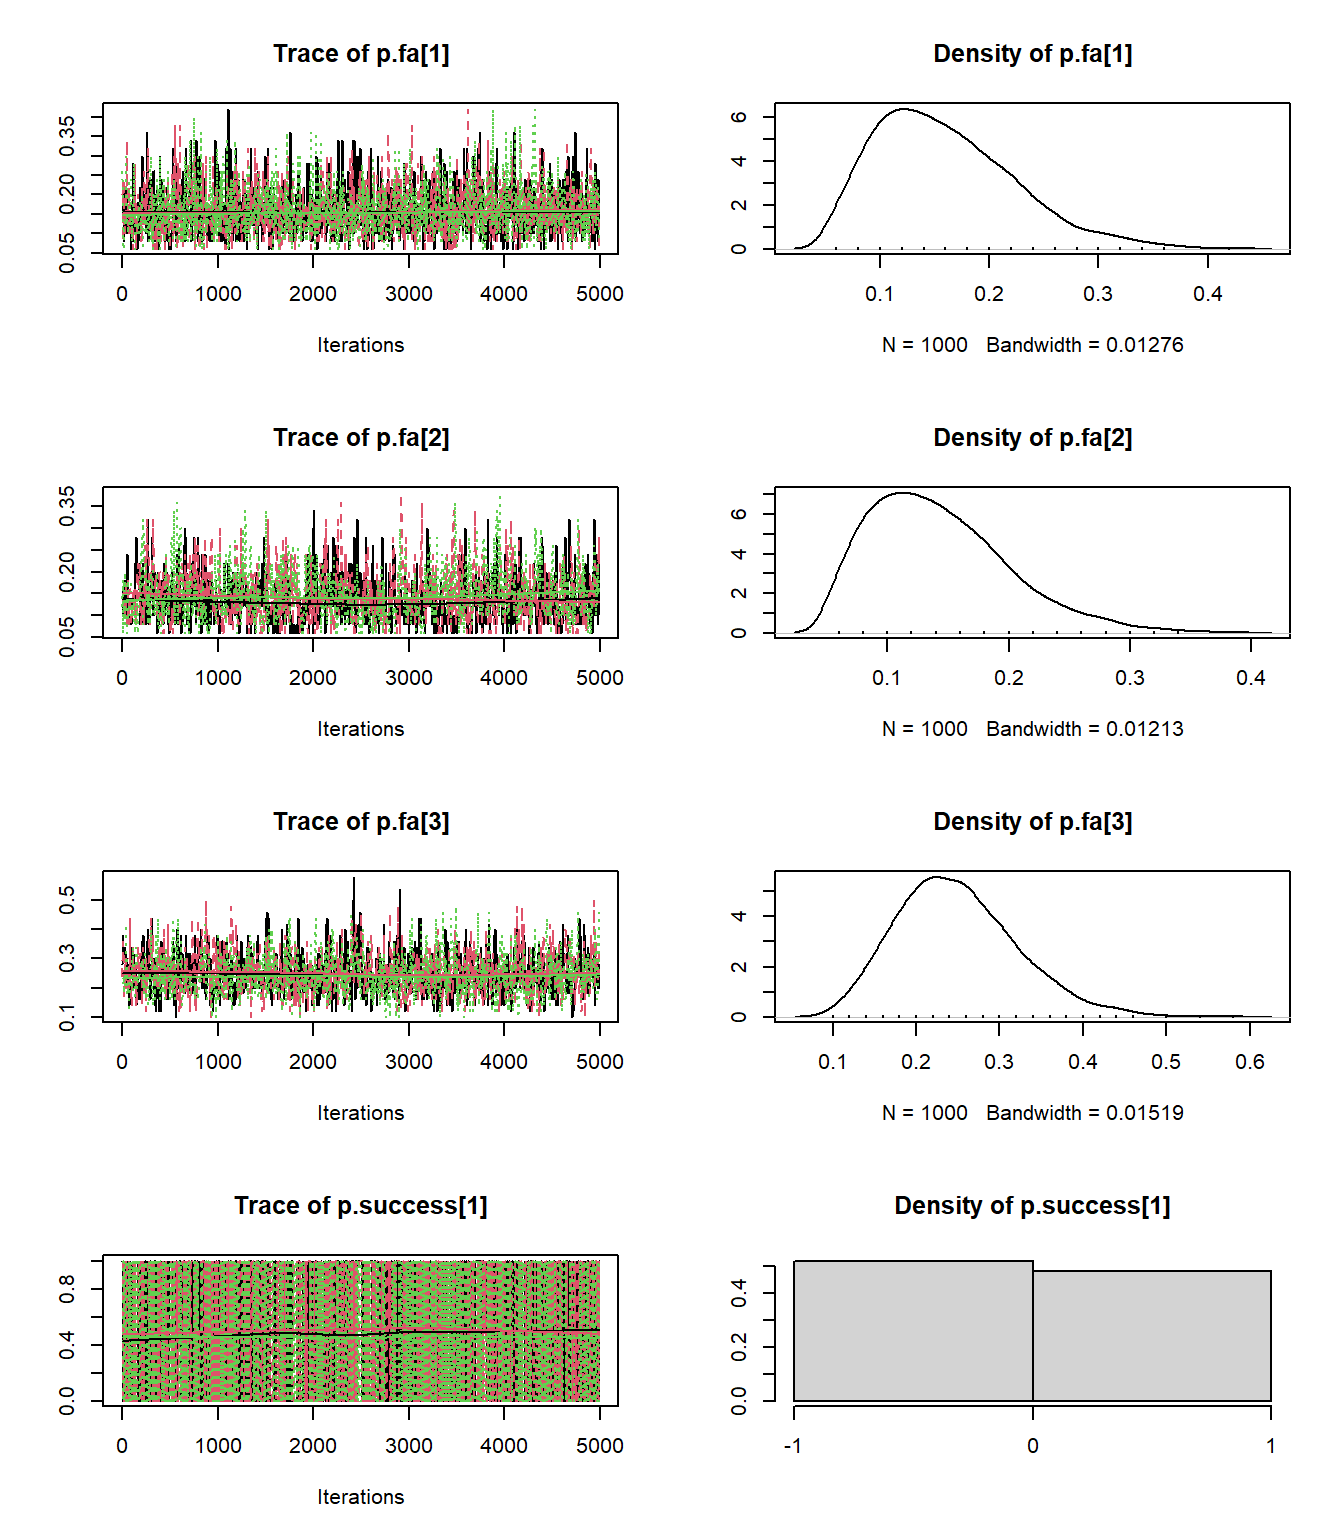 Trace of p.fa[1]
0.05 0.20 0.35
0 1000 2000 3000 4000 5000
Iterations
Density of p.fa[1]
0 2 4 6
0.1 0.2 0.3 0.4
N = 1000 Bandwidth = 0.01276
Trace of p.fa[2]
0.05 0.20 0.35
0 1000 2000 3000 4000 5000
Iterations
Density of p.fa[2]
0 2 4 6
0.1 0.2 0.3 0.4
N = 1000 Bandwidth = 0.01213
Trace of p.fa[3]
0.1 0.3 0.5
0 1000 2000 3000 4000 5000
Iterations
Density of p.fa[3]
0 2 4
0.1 0.2 0.3 0.4 0.5 0.6
N = 1000 Bandwidth = 0.01519
Trace of p.success[1]
0.0 0.4 0.8
0 1000 2000 3000 4000 5000
Iterations
Density of p.success[1]
0.0 0.2 0.4
-1 0 1